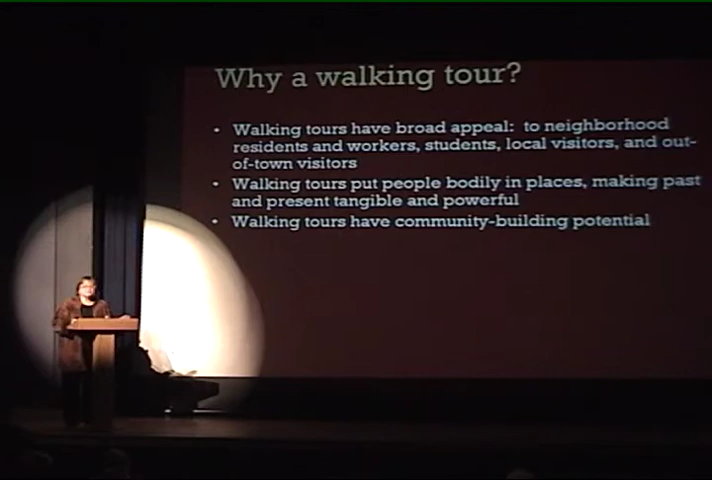 Why a walking tour?
• Walking tours have broad appeal: to neighborhood
residents and workers, students, local visitors, and out-
of-town visitors
• Walking tours put people bodily in places, making past
and present tangible and powerful
• Walking tours have community-building potential